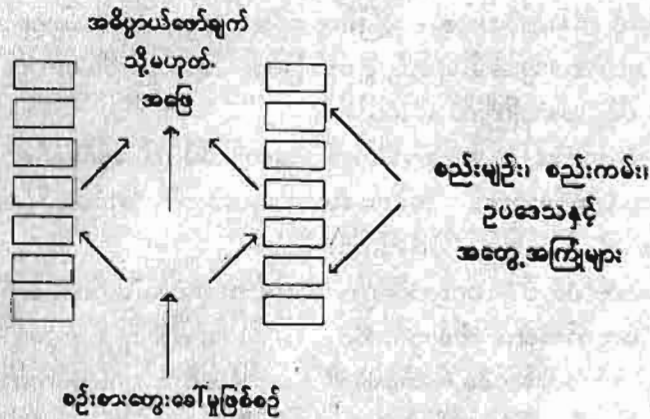 အဓိပ္ပာယ်ဖော်ချက်
သို့မဟုတ်
အဖြေ
စည်းမျဉ်း၊ စည်းကမ်း၊
ဥပဒေသနှင့်
အတွေ့အကြုံများ
စဉ်းစားတွေးခေါ်မှုဖြစ်စဉ်